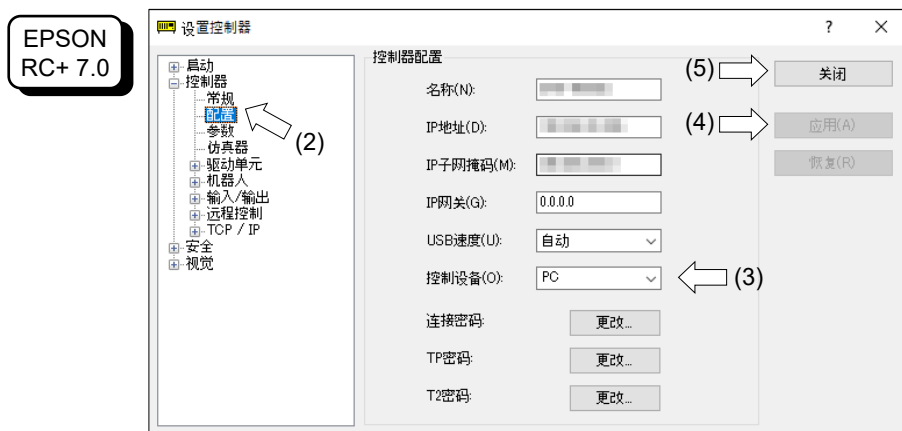 EPSON
RC+ 7.0
设置控制器
?
启动
控制器
常规
配置
参数
仿真器
驱动单元
机器人
输入/输出
远程控制
TCP / IP
安全
视觉
(2)
控制器配置
名称(N):
IP地址(D):
IP子网掩码(M):
IP网关(G):
0.0.0.0
USB速度(U):
自动
控制设备(O):
PC
(3)
连接密码:
更改...
TP密码:
更改...
T2密码:
更改...
(5)
关闭
(4)
应用(A)
恢复(R)